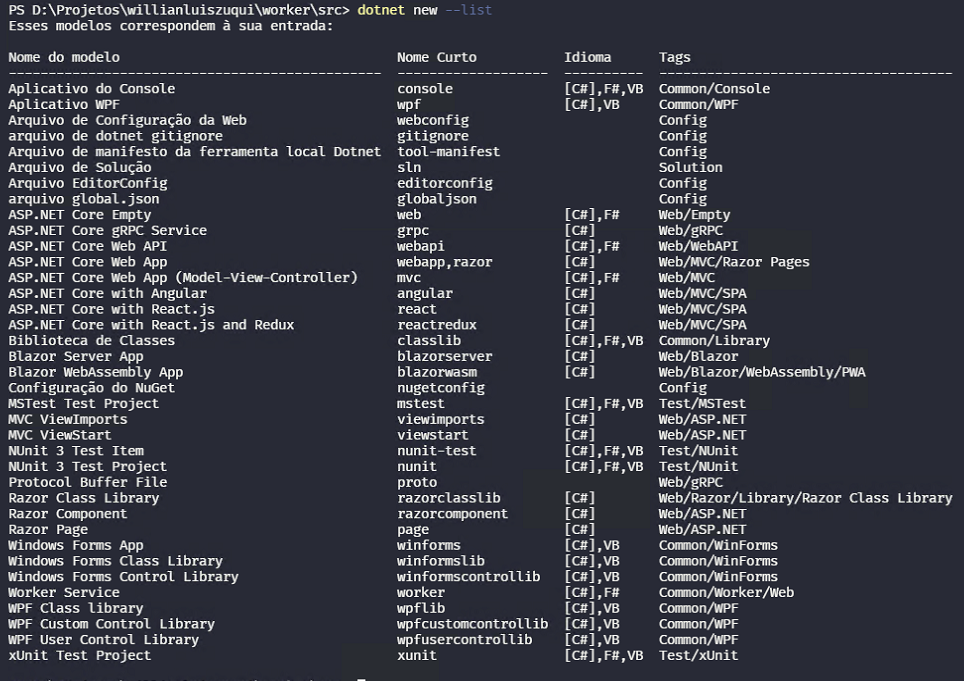 PS D:\Projetos\willianluiszuqui\worker\src> dotnet new --list
Esses modelos correspondem à sua entrada:
Nome do modelo Nome Curto Idioma Tags
----------------------------------------------- ------------------- ---------- -------------------------------------
Aplicativo do Console console [C#],F#,VB Common/Console
Aplicativo WPF wpf [C#],VB Common/WPF
Arquivo de Configuração da Web webconfig Config
arquivo de dotnet gitignore gitignore Config
Arquivo de manifesto da ferramenta local Dotnet tool-manifest Config
Arquivo de Solução sln Solution
Arquivo EditorConfig editorconfig Config
arquivo global.json globaljson Config
ASP.NET Core Empty web [C#],F# Web/Empty
ASP.NET Core gRPC Service grpc [C#] Web/gRPC
ASP.NET Core Web API webapi [C#],F# Web/WebAPI
ASP.NET Core Web App webapp,razor [C#] Web/MVC/Razor Pages
ASP.NET Core Web App (Model-View-Controller) mvc [C#],F# Web/MVC
ASP.NET Core with Angular angular [C#] Web/MVC/SPA
ASP.NET Core with React.js react [C#] Web/MVC/SPA
ASP.NET Core with React.js and Redux reactredux [C#] Web/MVC/SPA
Biblioteca de Classes classlib [C#],F#,VB Common/Library
Blazor Server App blazorserver [C#] Web/Blazor
Blazor WebAssembly App blazorwasm [C#] Web/Blazor/WebAssembly/PWA
Configuração do NuGet nugetconfig Config
MSTest Test Project mstest [C#],F#,VB Test/MSTest
MVC ViewImports viewimports [C#] Web/ASP.NET
MVC ViewStart viewstart [C#] Web/ASP.NET
NUnit 3 Test Item nunit-test [C#],F#,VB Test/NUnit
NUnit 3 Test Project nunit [C#],F#,VB Test/NUnit
Protocol Buffer File proto Web/gRPC
Razor Class Library razorclasslib [C#] Web/Razor/Library/Razor Class Library
Razor Component razorcomponent [C#] Web/ASP.NET
Razor Page page [C#] Web/ASP.NET
Windows Forms App winforms [C#],VB Common/WinForms
Windows Forms Class Library winformslib [C#],VB Common/WinForms
Windows Forms Control Library winformscontrollib [C#],VB Common/WinForms
Worker Service worker [C#],F# Common/Worker/Web
WPF Class library wpflib [C#],VB Common/WPF
WPF Custom Control Library wpfcustomcontrollib [C#],VB Common/WPF
WPF User Control Library wpfusercontrollib [C#],VB Common/WPF
xUnit Test Project xunit [C#],F#,VB Test/xUnit